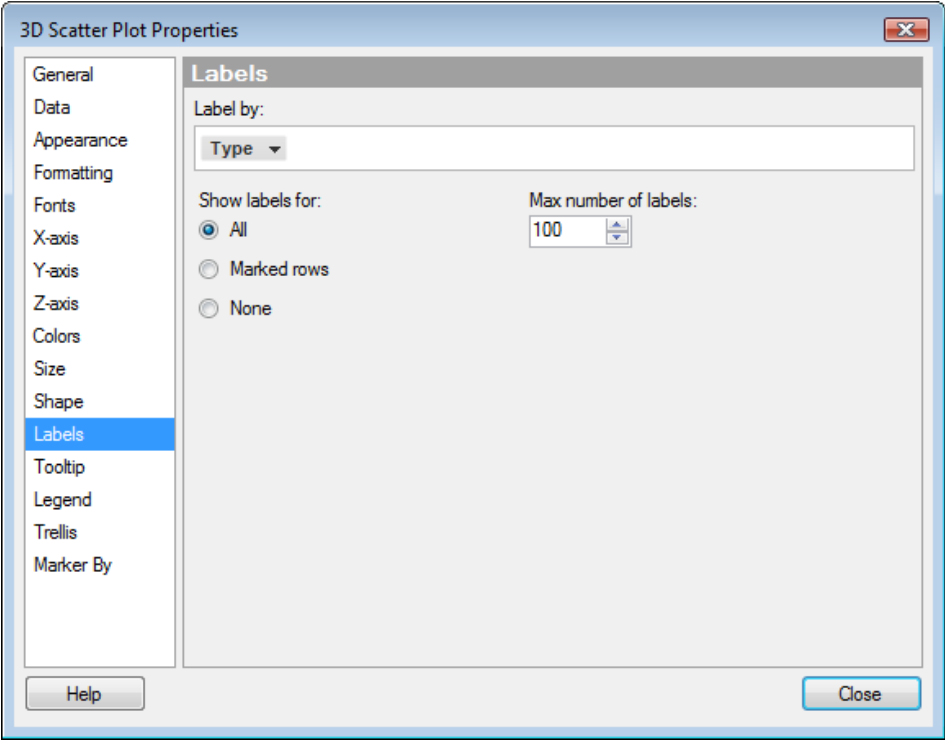 3D Scatter Plot Properties
General
Data
Appearance
Formatting
Fonts
X-axis
Y-axis
Z-axis
Colors
Size
Shape
Labels
Tooltip
Legend
Trellis
Marker By
Labels
Label by:
Type
Show labels for:
All
Marked rows
None
Max number of labels:
100
Help
Close